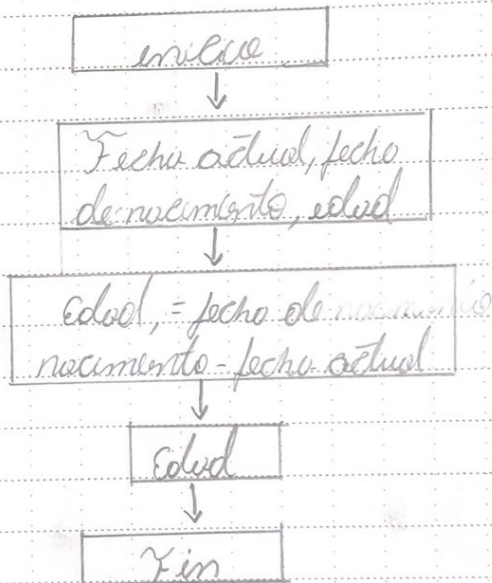 inicio
Fecha actual, fecha
de nacimiento, edad
Edad, = fecha de nacimiento
nacimiento - fecha actual
Edad
Fin